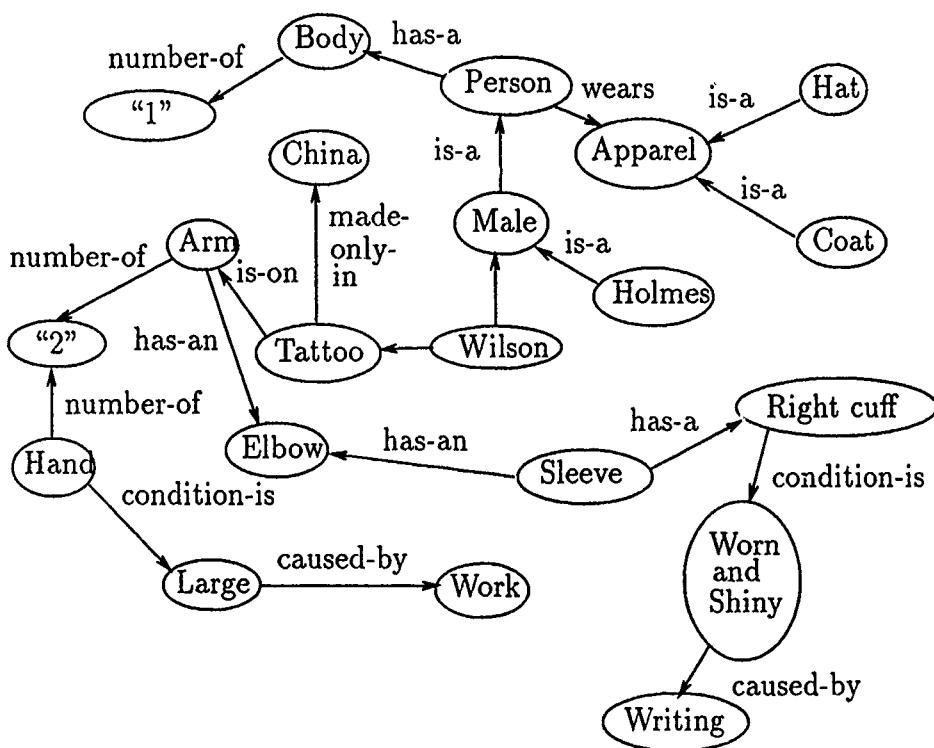 Body
has-a
number-of
Person
wears
Hat
is-a
“1”
China
is-a
Apparel
is-a
made-
only-
in
Male
Arm
number-of
is-on
is-a
Coat
Holmes
“2”
has-an
Tattoo
Wilson
number-of
Right cuff
has-a
Elbow
has-an
Hand
Sleeve
condition-is
condition-is
Worn
and
Shiny
caused-by
Large
Work
caused-by
Writing